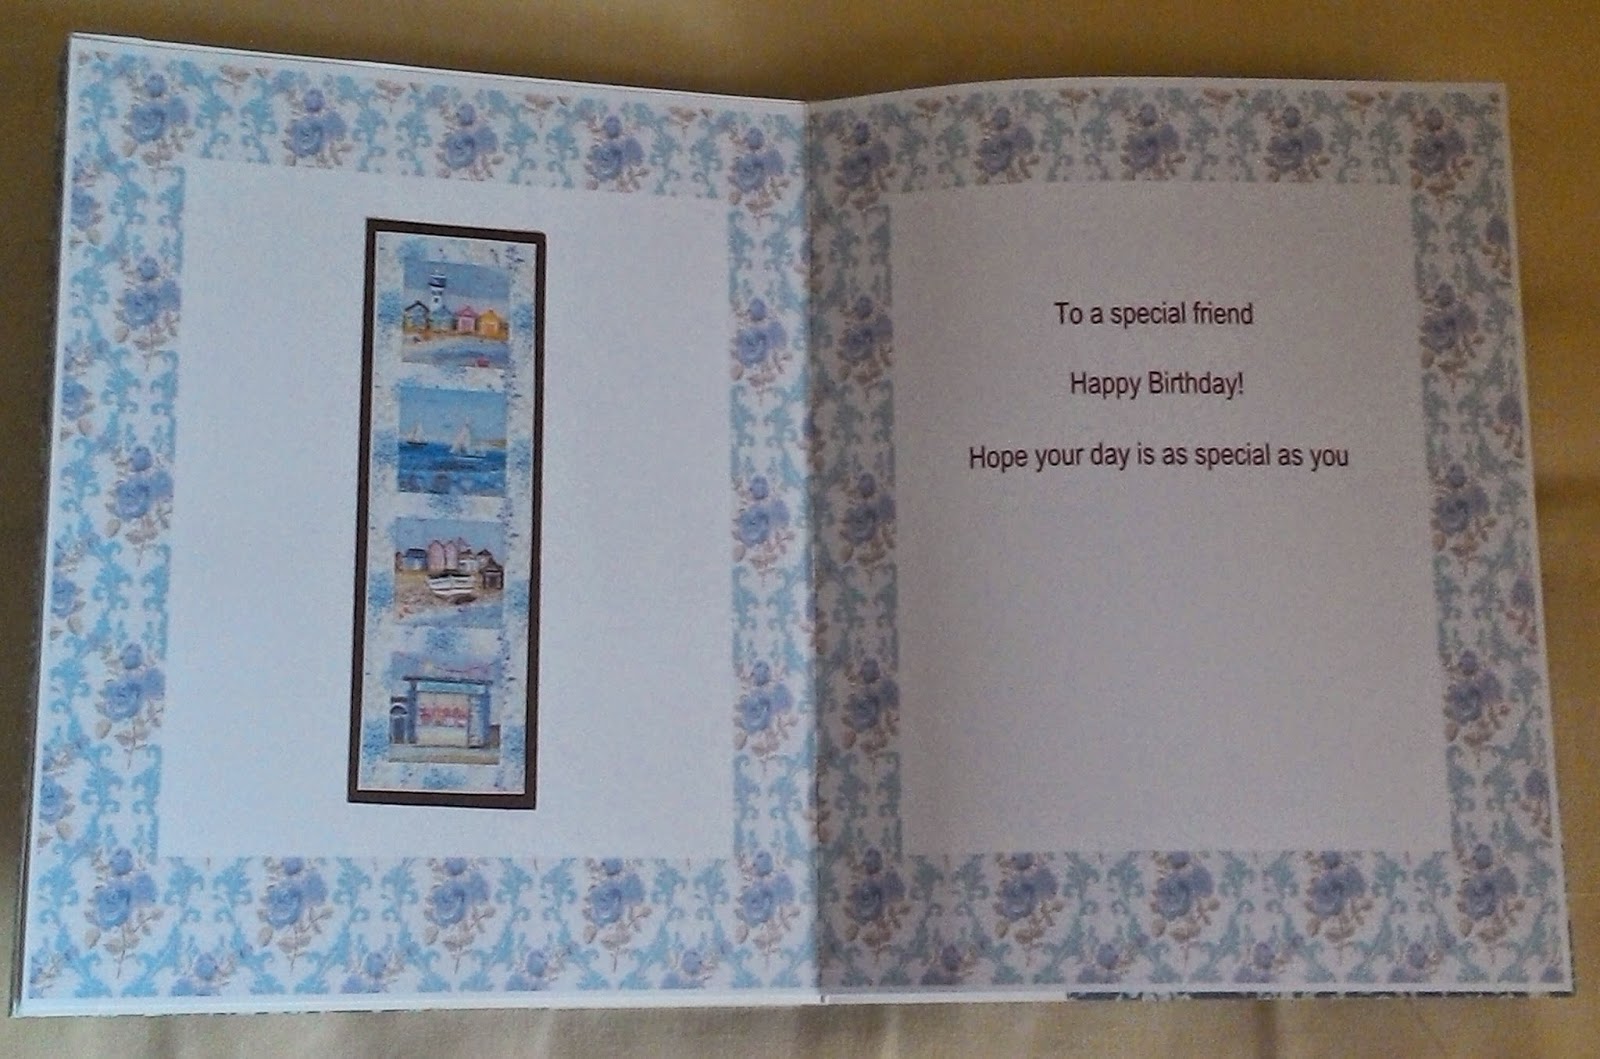 To a special friend
Happy Birthday!
Hope your day is as special as you